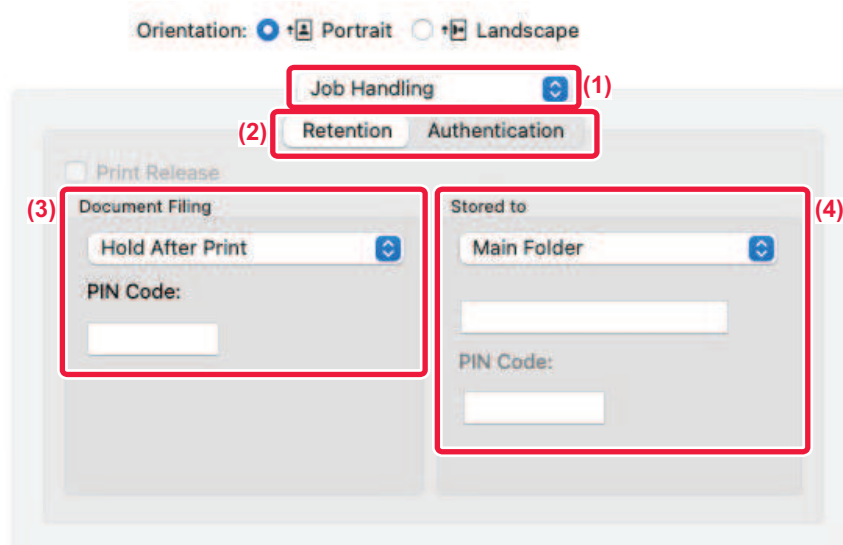 Orientation: Portrait Landscape
Job Handling (1)
(2) Retention Authentication
Print Release
(3) Document Filing
Stored to (4)
Hold After Print
Main Folder
PIN Code:
PIN Code: